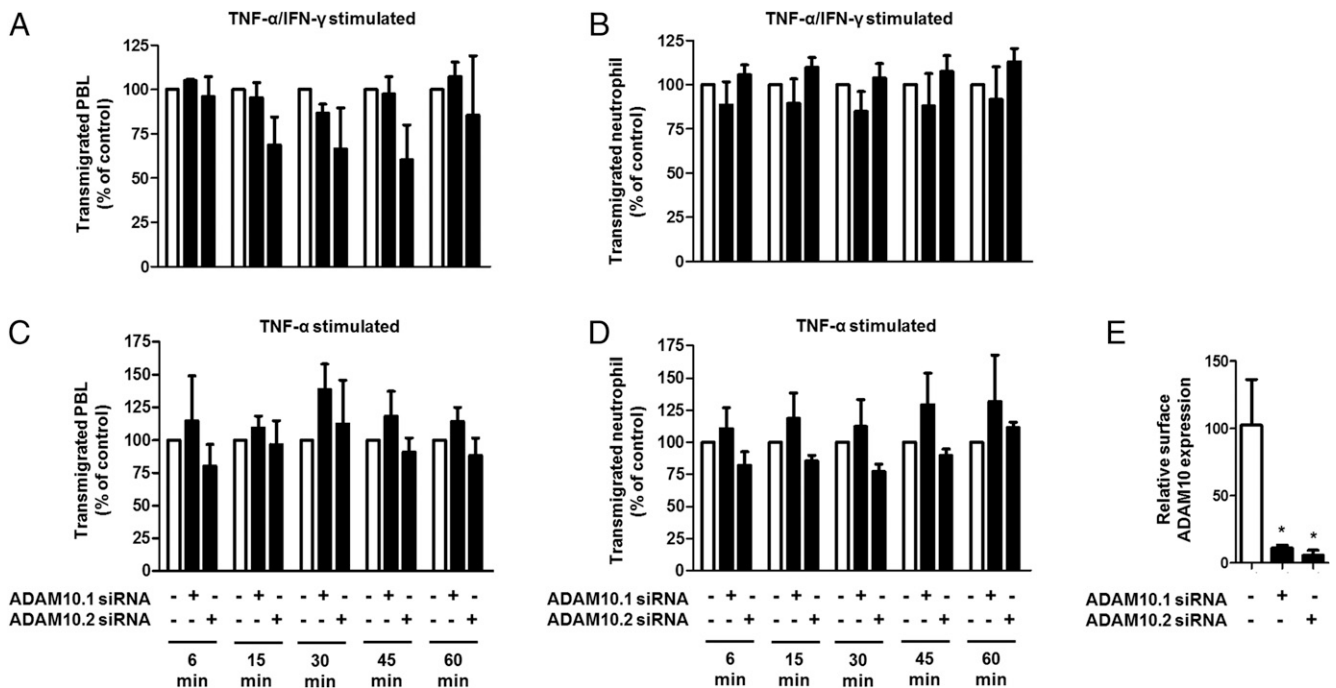 A
TNF-α/IFN-γ stimulated
Transmigrated PBL
(% of control)
125
100
75
50
25
0
B
TNF-α/IFN-γ stimulated
Transmigrated neutrophil
(% of control)
125
100
75
50
25
0
C
TNF-α stimulated
Transmigrated PBL
(% of control)
175
150
125
100
75
50
25
0
ADAM10.1 siRNA - + - - + - - + - - + - - + -
ADAM10.2 siRNA - - + - - + - - + - - + - - +
6 15 30 45 60
min min min min min
D
TNF-α stimulated
Transmigrated neutrophil
(% of control)
175
150
125
100
75
50
25
0
ADAM10.1 siRNA - + - - + - - + - - + - - + -
ADAM10.2 siRNA - - + - - + - - + - - + - - +
6 15 30 45 60
min min min min min
E
Relative surface
ADAM10 expression
150
100
50
0
* *
ADAM10.1 siRNA - + -
ADAM10.2 siRNA - - +